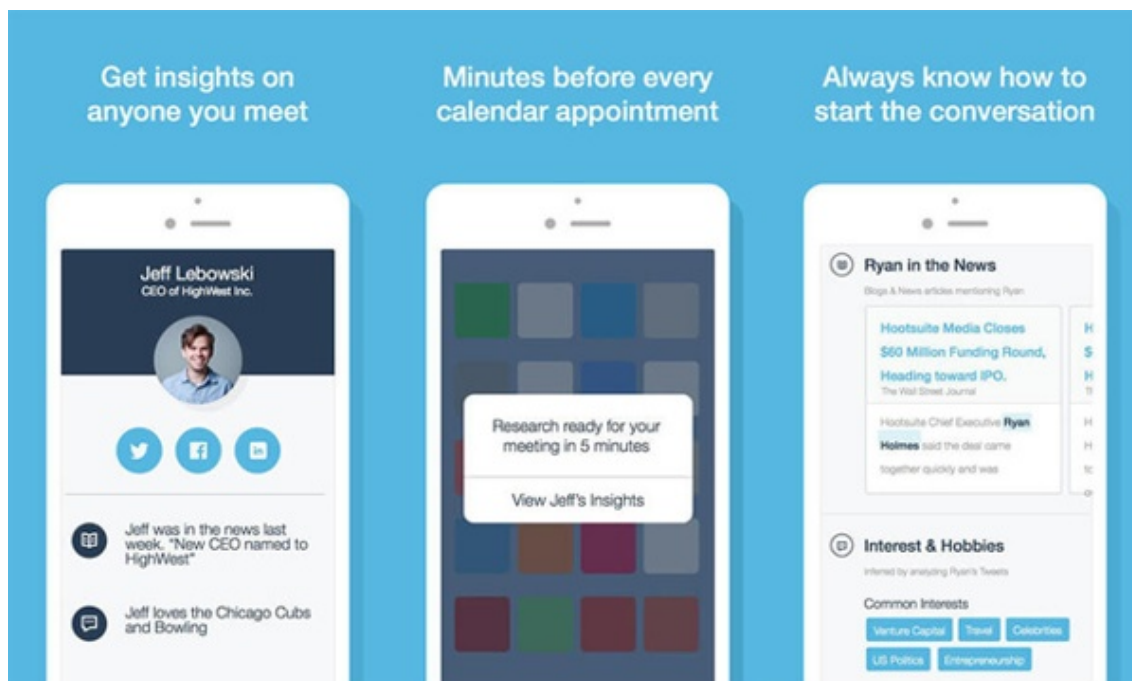 Get insights on
anyone you meet
Jeff Lebowski
CEO of HighWest Inc.
Jeff was in the news last
week. "New CEO named to
HighWest"
Jeff loves the Chicago Cubs
and Bowling
Minutes before every
calendar appointment
Research ready for your
meeting in 5 minutes
View Jeff's Insights
Always know how to
start the conversation
Ryan in the News
Blogs & News articles mentioning Ryan
Hootsuite Media Closes
$60 Million Funding Round,
Heading toward IPO.
The Wall Street Journal
Hootsuite Chief Executive Ryan
Holmes said the deal came
together quickly and was
H
$
H
Interest & Hobbies
Inferred by analyzing Ryan's Tweets
Common Interests
Venture Capital Travel Celebrities
US Politics Entrepreneurship